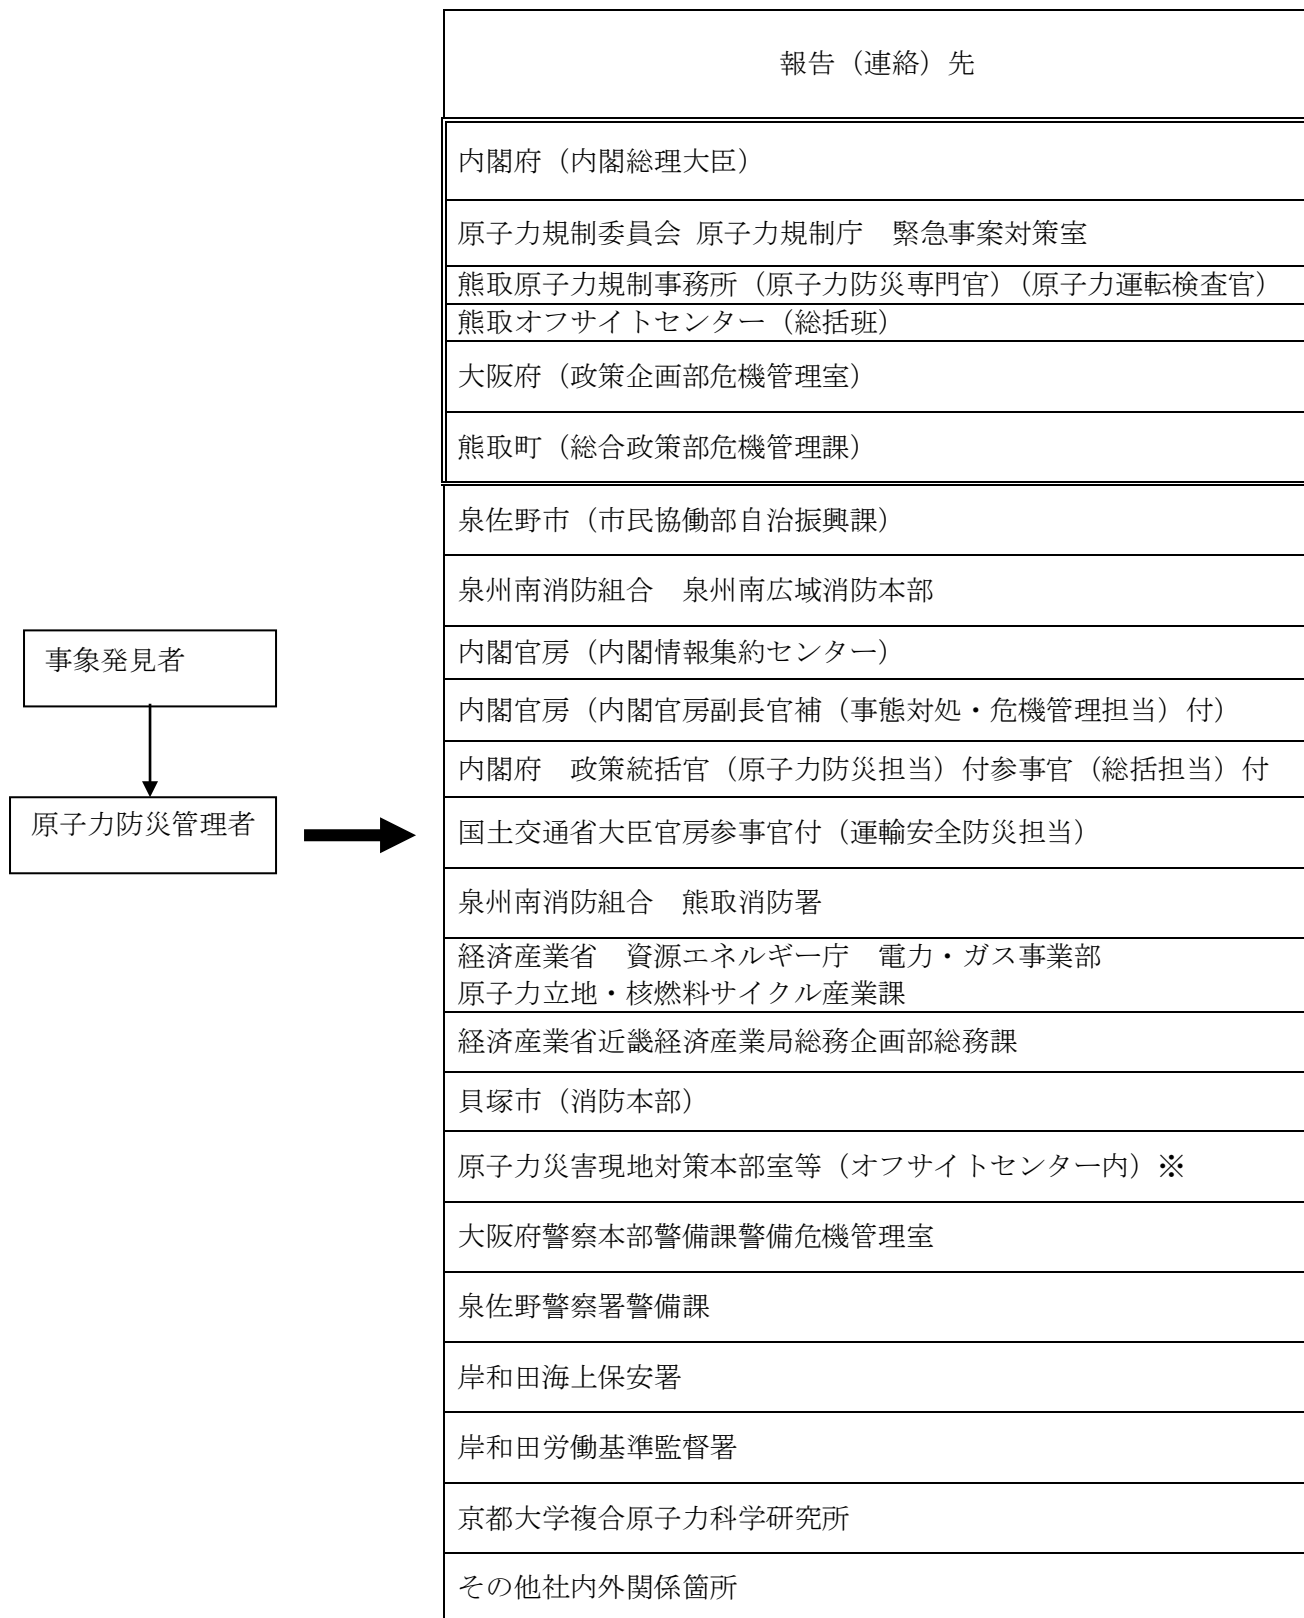 報告（連絡）先
内閣府（内閣総理大臣）
原子力規制委員会 原子力規制庁　緊急事案対策室
熊取原子力規制事務所（原子力防災専門官）（原子力運転検査官）
熊取オフサイトセンター（総括班）
大阪府（政策企画部危機管理室）
熊取町（総合政策部危機管理課）
泉佐野市（市民協働部自治振興課）
泉州南消防組合　泉州南広域消防本部
内閣官房（内閣情報集約センター）
内閣官房（内閣官房副長官補（事態対処・危機管理担当）付）
内閣府　政策統括官（原子力防災担当）付参事官（総括担当）付
国土交通省大臣官房参事官付（運輸安全防災担当）
泉州南消防組合　熊取消防署
経済産業省　資源エネルギー庁　電力・ガス事業部
原子力立地・核燃料サイクル産業課
経済産業省近畿経済産業局総務企画部総務課
貝塚市（消防本部）
原子力災害現地対策本部室等（オフサイトセンター内）※
大阪府警察本部警備課警備危機管理室
泉佐野警察署警備課
岸和田海上保安署
岸和田労働基準監督署
京都大学複合原子力科学研究所
その他社内外関係箇所
事象発見者
原子力防災管理者